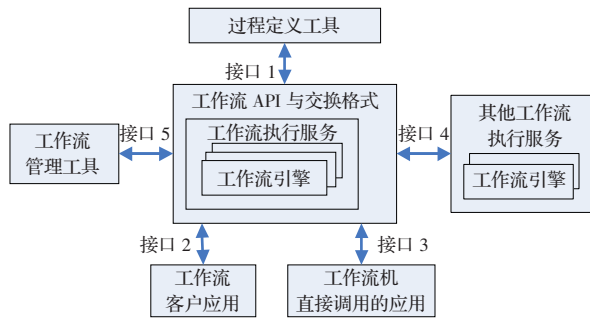 过程定义工具
接口 1
工作流 API 与交换格式
工作流执行服务
工作流引擎
工作流
管理工具
接口 5
接口 4
其他工作流
执行服务
工作流引擎
接口 2
接口 3
工作流
客户应用
工作流机
直接调用的应用